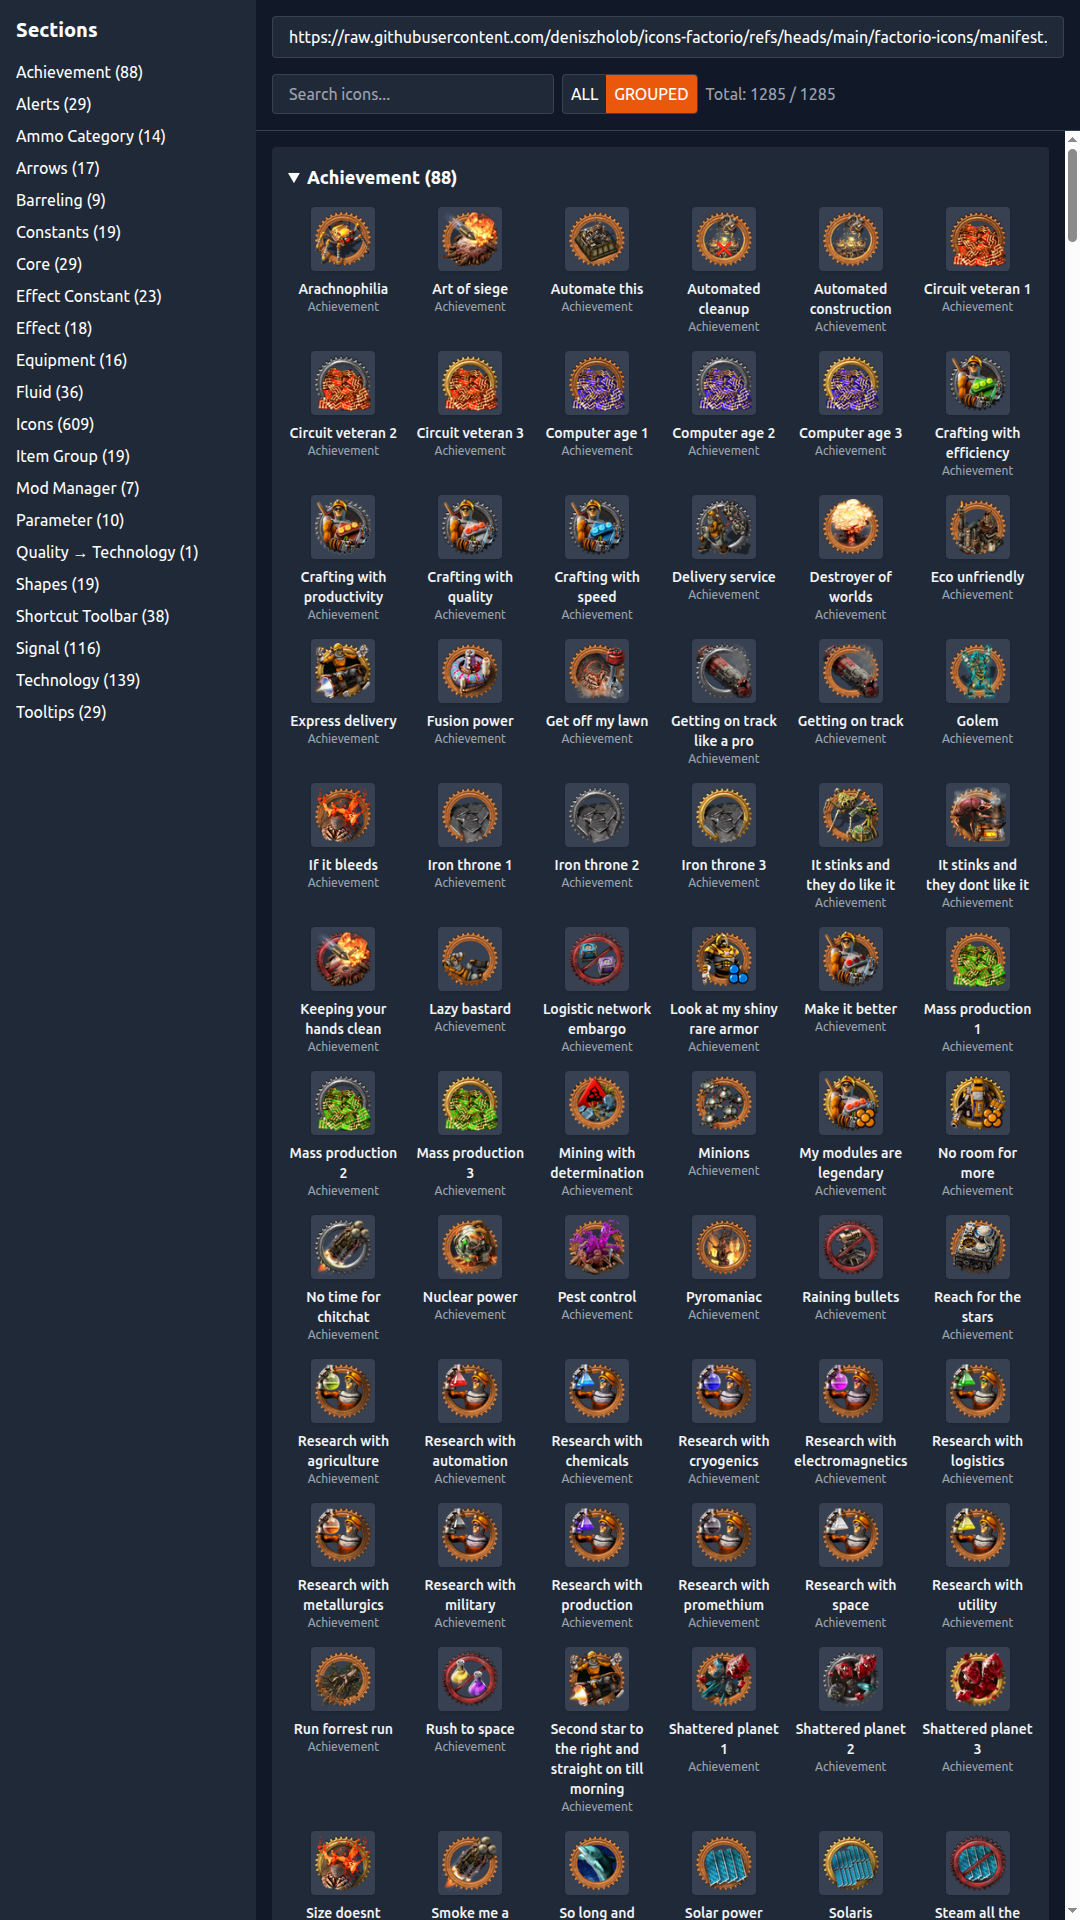 Sections
Achievement (88)
Alerts (29)
Ammo Category (14)
Arrows (17)
Barreling (9)
Constants (19)
Core (29)
Effect Constant (23)
Effect (18)
Equipment (16)
Fluid (36)
Icons (609)
Item Group (19)
Mod Manager (7)
Parameter (10)
Quality → Technology (1)
Shapes (19)
Shortcut Toolbar (38)
Signal (116)
Technology (139)
Tooltips (29)
https://raw.githubusercontent.com/deniszholob/icons-factorio/refs/heads/main/factorio-icons/manifest.
Search icons...
ALL GROUPED Total: 1285 / 1285
▼ Achievement (88)
Arachnophilia
Achievement
Art of siege
Achievement
Automate this
Achievement
Automated
cleanup
Achievement
Automated
construction
Achievement
Circuit veteran 1
Achievement
Circuit veteran 2
Achievement
Circuit veteran 3
Achievement
Computer age 1
Achievement
Computer age 2
Achievement
Computer age 3
Achievement
Crafting with
efficiency
Achievement
Crafting with
productivity
Achievement
Crafting with
quality
Achievement
Crafting with
speed
Achievement
Delivery service
Achievement
Destroyer of
worlds
Achievement
Eco unfriendly
Achievement
Express delivery
Achievement
Fusion power
Achievement
Get off my lawn
Achievement
Getting on track
like a pro
Achievement
Getting on track
Achievement
Golem
Achievement
If it bleeds
Achievement
Iron throne 1
Achievement
Iron throne 2
Achievement
Iron throne 3
Achievement
It stinks and
they do like it
Achievement
It stinks and
they dont like it
Achievement
Keeping your
hands clean
Achievement
Lazy bastard
Achievement
Logistic network
embargo
Achievement
Look at my shiny
rare armor
Achievement
Make it better
Achievement
Mass production
1
Achievement
Mass production
2
Achievement
Mass production
3
Achievement
Mining with
determination
Achievement
Minions
Achievement
My modules are
legendary
Achievement
No room for
more
Achievement
No time for
chitchat
Achievement
Nuclear power
Achievement
Pest control
Achievement
Pyromaniac
Achievement
Raining bullets
Achievement
Reach for the
stars
Achievement
Research with
agriculture
Achievement
Research with
automation
Achievement
Research with
chemicals
Achievement
Research with
cryogenics
Achievement
Research with
electromagnetics
Achievement
Research with
logistics
Achievement
Research with
metallurgics
Achievement
Research with
military
Achievement
Research with
production
Achievement
Research with
promethium
Achievement
Research with
space
Achievement
Research with
utility
Achievement
Run forrest run
Achievement
Rush to space
Achievement
Second star to
the right and
straight on till
morning
Achievement
Shattered planet
1
Achievement
Shattered planet
2
Achievement
Shattered planet
3
Achievement
Size doesnt
Smoke me a
So long and
Solar power
Solaris
Steam all the